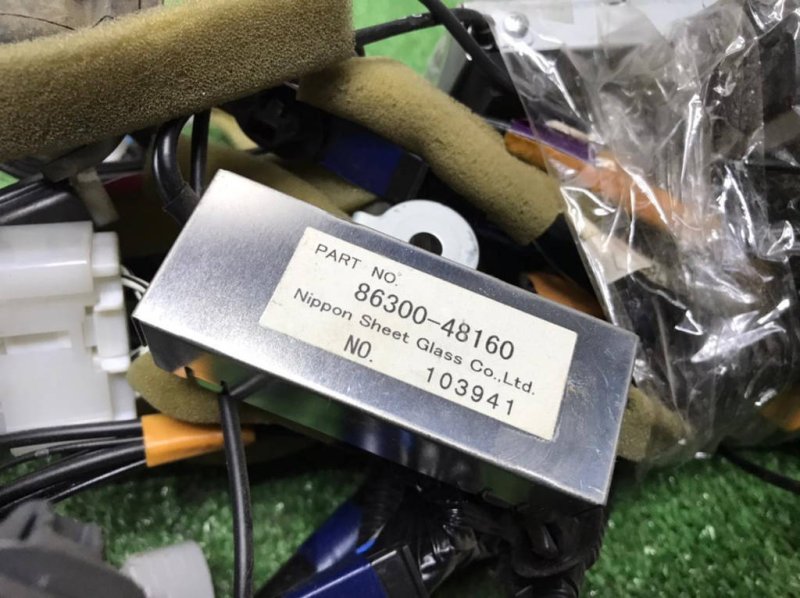 PART NO.
86300-48160
Nippon Sheet Glass Co.,Ltd.
NO. 103941